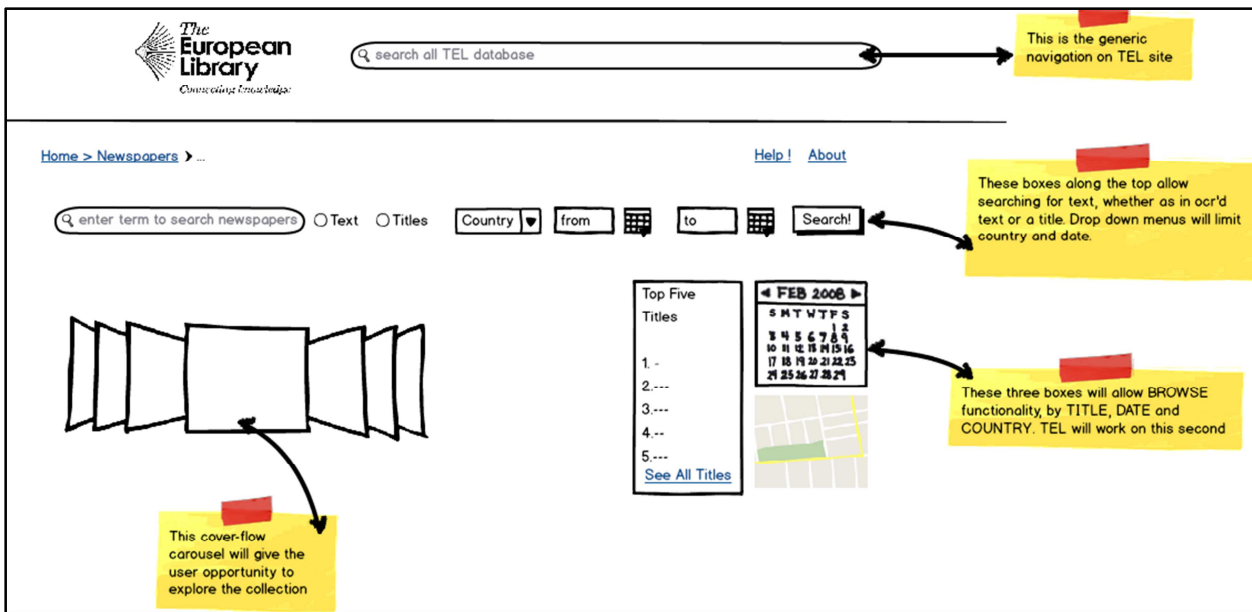 The
European
Library
Connecting knowledge
search all TEL database
This is the generic
navigation on TEL site
Home > Newspapers > ...
Help ! About
These boxes along the top allow
searching for text, whether as in ocr'd
text or a title. Drop down menus will limit
country and date.
enter term to search newspapers Text Titles Country from to Search!
Top Five
Titles
1. -
2.---
3.---
4.--
5.---
See All Titles
FEB 2008
S M T W T F S
1 2
3 4 5 6 7 8 9
10 11 12 13 14 15 16
17 18 19 20 21 22 23
24 25 26 27 28 29
These three boxes will allow BROWSE
functionality, by TITLE, DATE and
COUNTRY. TEL will work on this second
This cover-flow
carousel will give the
user opportunity to
explore the collection